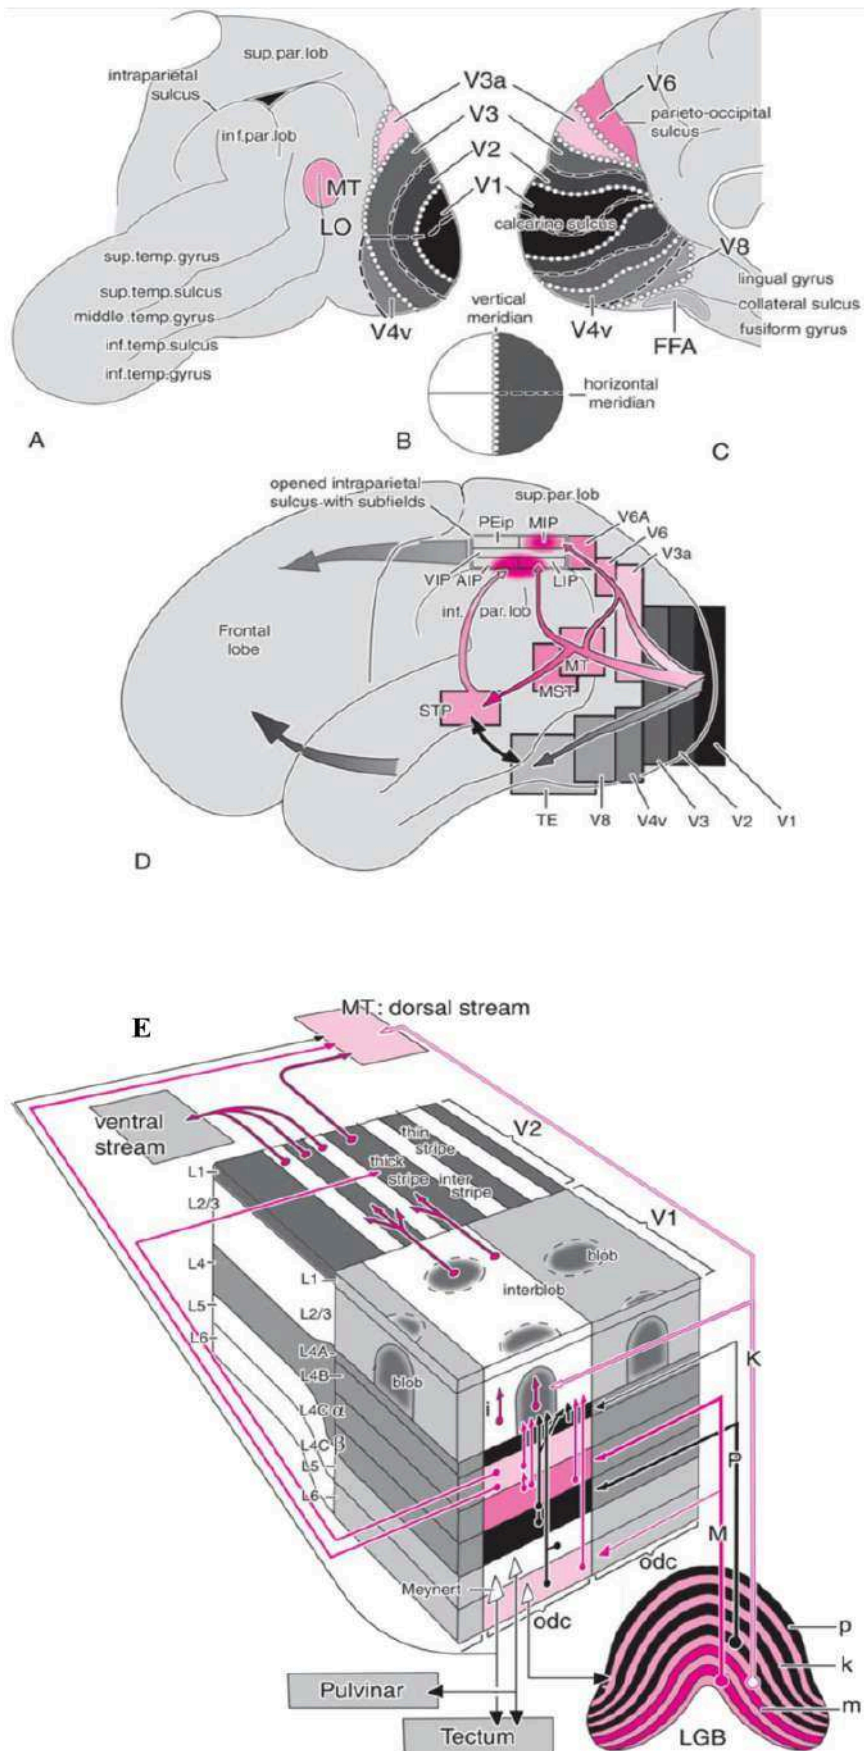 sup.par.lob
intraparietal
sulcus
inf.par.lob
MT
LO
sup.temp.gyrus
sup.temp.sulcus
middle temp.gyrus
inf.temp.sulcus
inf.temp.gyrus
A
V3a
V3
V2
V1
V4v
vertical
meridian
horizontal
meridian
B
V6
parieto-occipital
sulcus
calcarine sulcus
V8
lingual gyrus
collateral sulcus
fusiform gyrus
V4v
FFA
C
opened intraparietal
sulcus with subfields
sup.par.lob
PEip
MIP
V6A
V6
V3a
VIP
AIP
LIP
inf.
par.lob
Frontal
lobe
MT
MST
STP
TE
V8
V4v
V3
V2
V1
D
E
MT: dorsal stream
ventral
stream
V2
thin
stripe
thick
stripe
inter
stripe
V1
L1
L2/3
L4
L5
L6
blob
interblob
L1
L2/3
L4A
L4B
L4Cα
L4Cβ
L5
L6
blob
i
i
K
P
M
Meynert
odc
odc
p
k
m
LGB
Pulvinar
Tectum